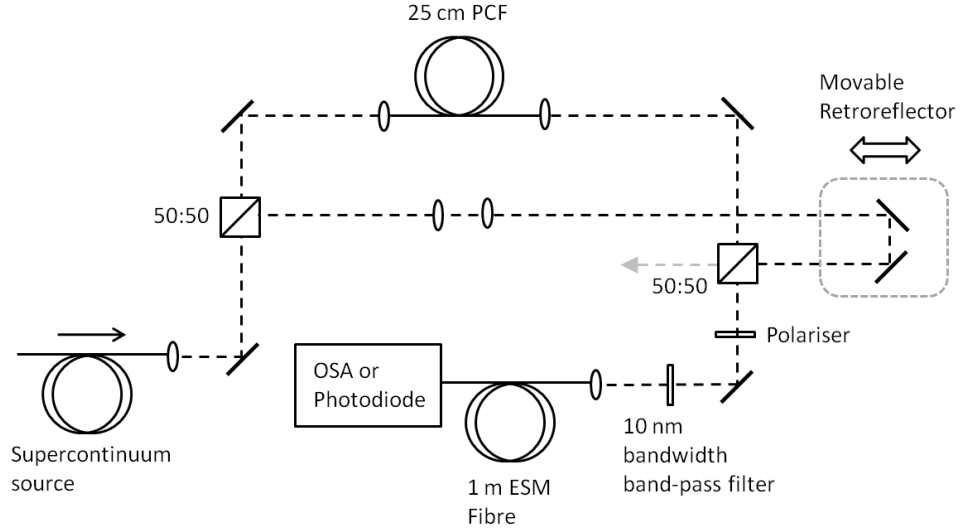 25 cm PCF
Movable
Retroreflector
50:50
50:50
Polariser
OSA or
Photodiode
Supercontinuum
source
1 m ESM
Fibre
10 nm
bandwidth
band-pass filter